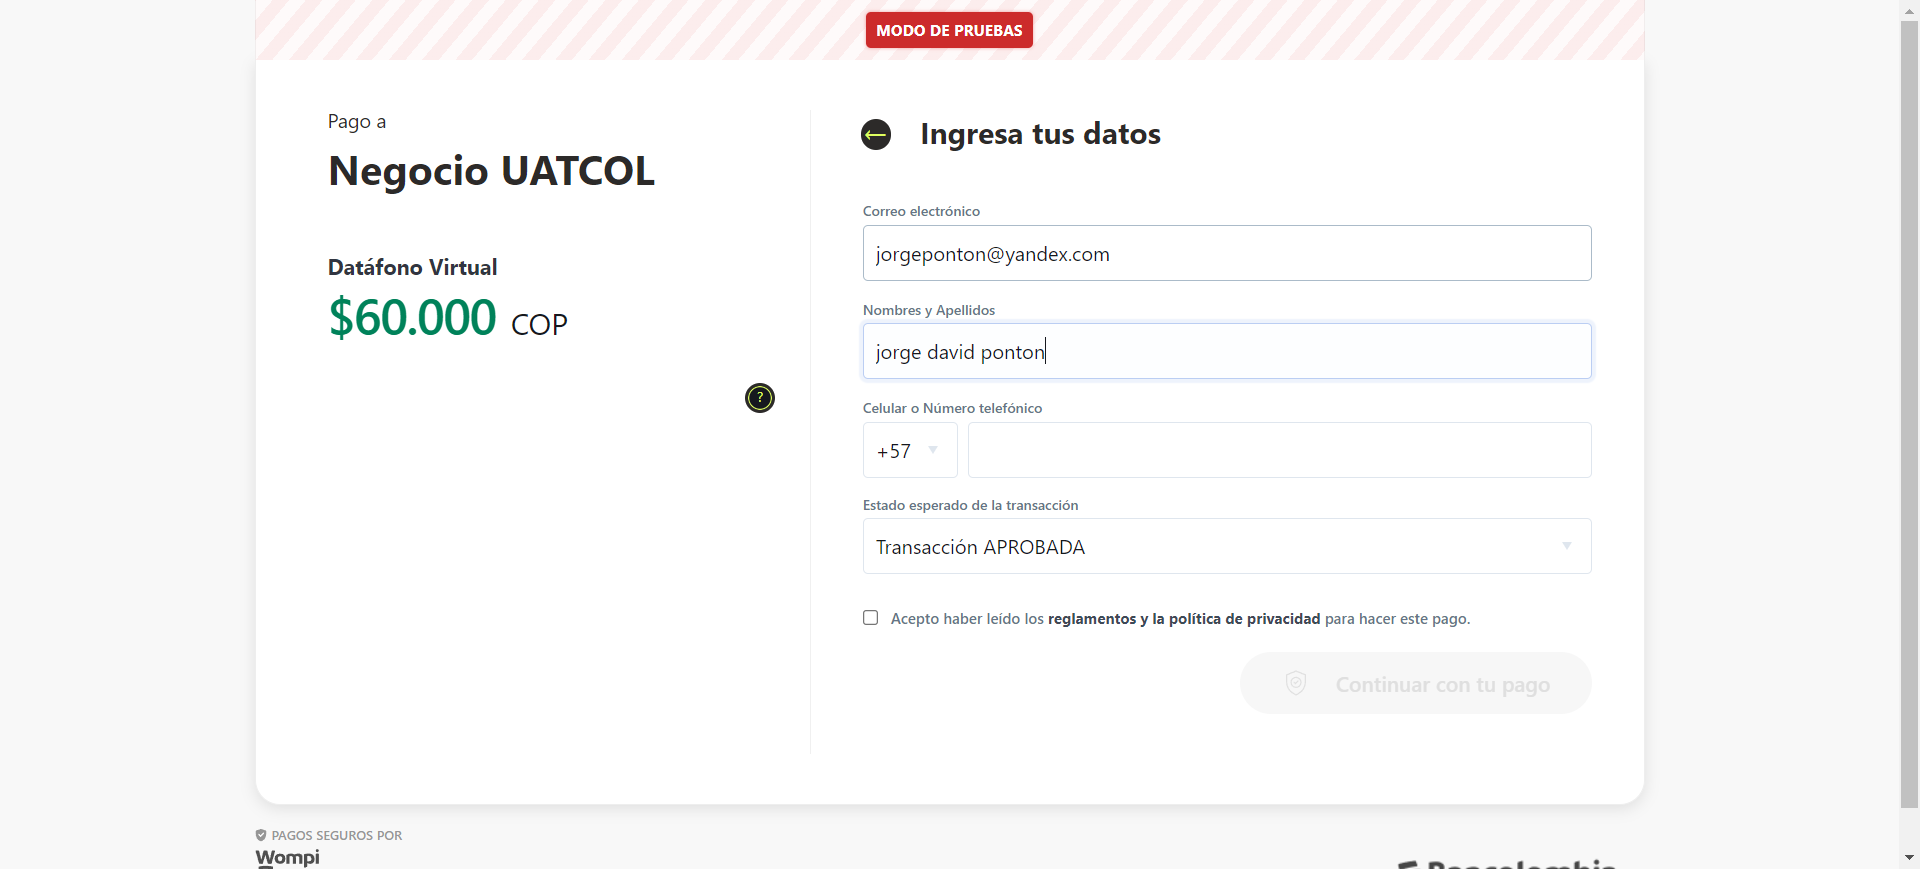 MODO DE PRUEBAS
Pago a
Negocio UATCOL
Datáfono Virtual
$60.000 COP
?
Ingresa tus datos
Correo electrónico
jorgeponton@yandex.com
Nombres y Apellidos
jorge david ponton
Celular o Número telefónico
+57
Estado esperado de la transacción
Transacción APROBADA
Acepto haber leído los reglamentos y la política de privacidad para hacer este pago.
Continuar con tu pago
PAGOS SEGUROS POR
Wompi